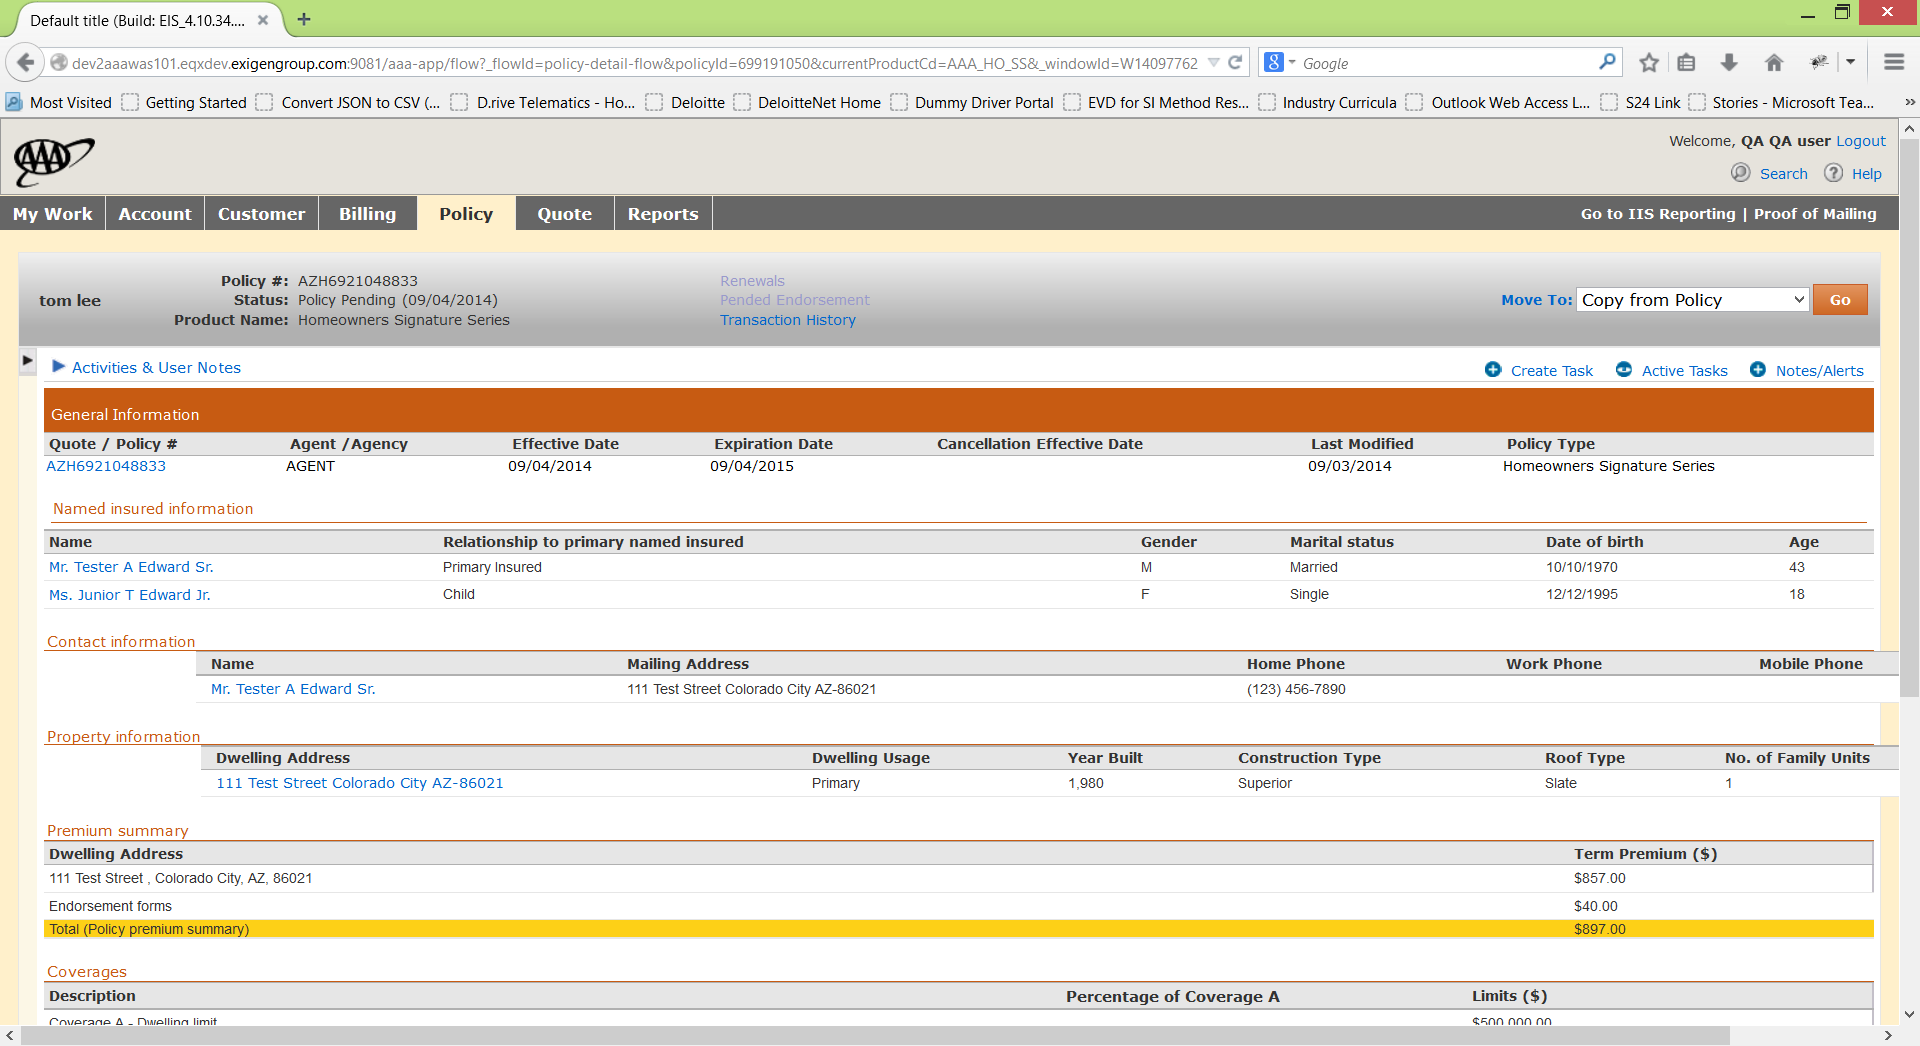 Default title (Build: EIS_4.10.34....
dev2aaawas101.eqxdev.exigengroup.com:9081/aaa-app/flow?_flowId=policy-detail-flow&policyId=699191050&currentProductCd=AAA_HO_SS&_windowId=W14097762 Google
Most Visited Getting Started Convert JSON to CSV (... D.rive Telematics - Ho... Deloitte DeloitteNet Home Dummy Driver Portal EVD for SI Method Res... Industry Curricula Outlook Web Access L... S24 Link Stories - Microsoft Tea...
AAA
Welcome, QA QA user Logout
Search Help
My Work Account Customer Billing Policy Quote Reports Go to IIS Reporting | Proof of Mailing
tom lee
Policy #: AZH6921048833
Status: Policy Pending (09/04/2014)
Product Name: Homeowners Signature Series
Renewals
Pended Endorsement
Transaction History
Move To: Copy from Policy Go
Activities & User Notes Create Task Active Tasks Notes/Alerts
General Information
Quote / Policy # Agent /Agency Effective Date Expiration Date Cancellation Effective Date Last Modified Policy Type
AZH6921048833 AGENT 09/04/2014 09/04/2015 09/03/2014 Homeowners Signature Series
Named insured information
Name Relationship to primary named insured Gender Marital status Date of birth Age
Mr. Tester A Edward Sr. Primary Insured M Married 10/10/1970 43
Ms. Junior T Edward Jr. Child F Single 12/12/1995 18
Contact information
Name Mailing Address Home Phone Work Phone Mobile Phone
Mr. Tester A Edward Sr. 111 Test Street Colorado City AZ-86021 (123) 456-7890
Property information
Dwelling Address Dwelling Usage Year Built Construction Type Roof Type No. of Family Units
111 Test Street Colorado City AZ-86021 Primary 1,980 Superior Slate 1
Premium summary
Dwelling Address Term Premium ($)
111 Test Street , Colorado City, AZ, 86021 $857.00
Endorsement forms $40.00
Total (Policy premium summary) $897.00
Coverages
Description Percentage of Coverage A Limits ($)
Coverage A - Dwelling limit $500,000.00